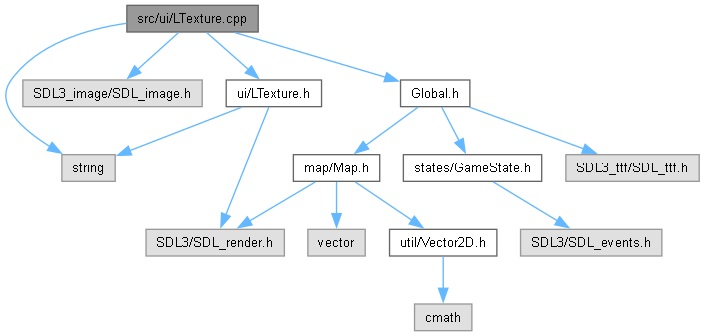 src/ui/LTexture.cpp
SDL3_image/SDL_image.h
ui/LTexture.h
Global.h
string
map/Map.h
states/GameState.h
SDL3_ttf/SDL_ttf.h
SDL3/SDL_render.h
vector
util/Vector2D.h
SDL3/SDL_events.h
cmath